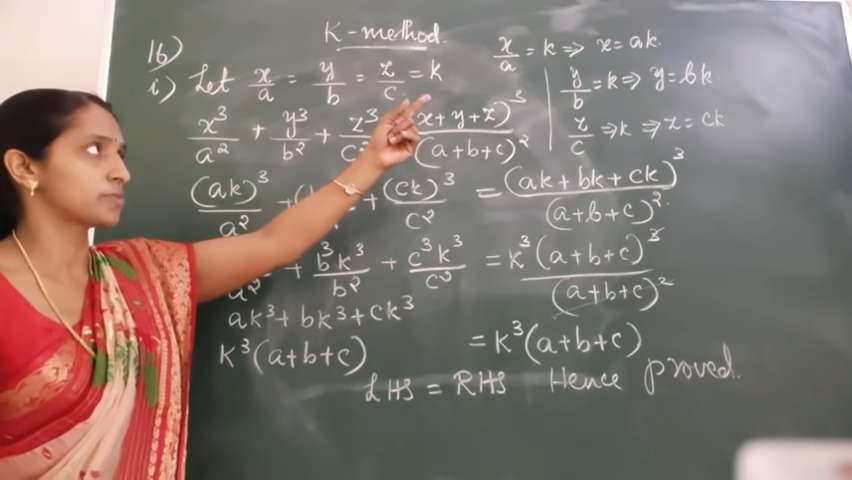 K-method.
16)
i) Let x/a = y/b = z/c = k
x/a = k ⇒ x = ak.
y/b = k ⇒ y = bk.
z/c ⇒ k ⇒ z = ck
x³/a² + y³/b² + z³/c² x+y+z)³/(a+b+c)²
(ak)³/a² + + (ck)³/c² = (ak+bk+ck)³/(a+b+c)²
a² + b³k³/b² + c³k³/c² = k³(a+b+c)³/(a+b+c)²
ak³ + bk³ + ck³
k³(a+b+c) = k³(a+b+c)
LHS = RHS Hence proved.